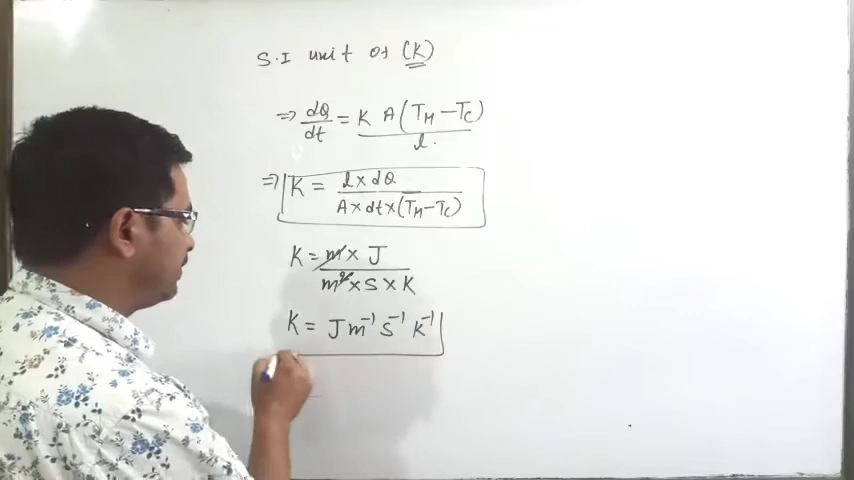 S.I unit of (K)
⇒ dQ/dt = K A (T_H − T_C) / l.
⇒ K = l × dQ / A × dt × (T_H − T_C)
K = m × J / m² × S × K
K = J m⁻¹ S⁻¹ K⁻¹